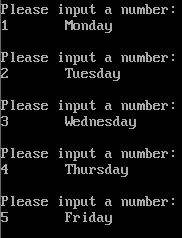 Please input a number:
1 Monday
Please input a number:
2 Tuesday
Please input a number:
3 Wednesday
Please input a number:
4 Thursday
Please input a number:
5 Friday